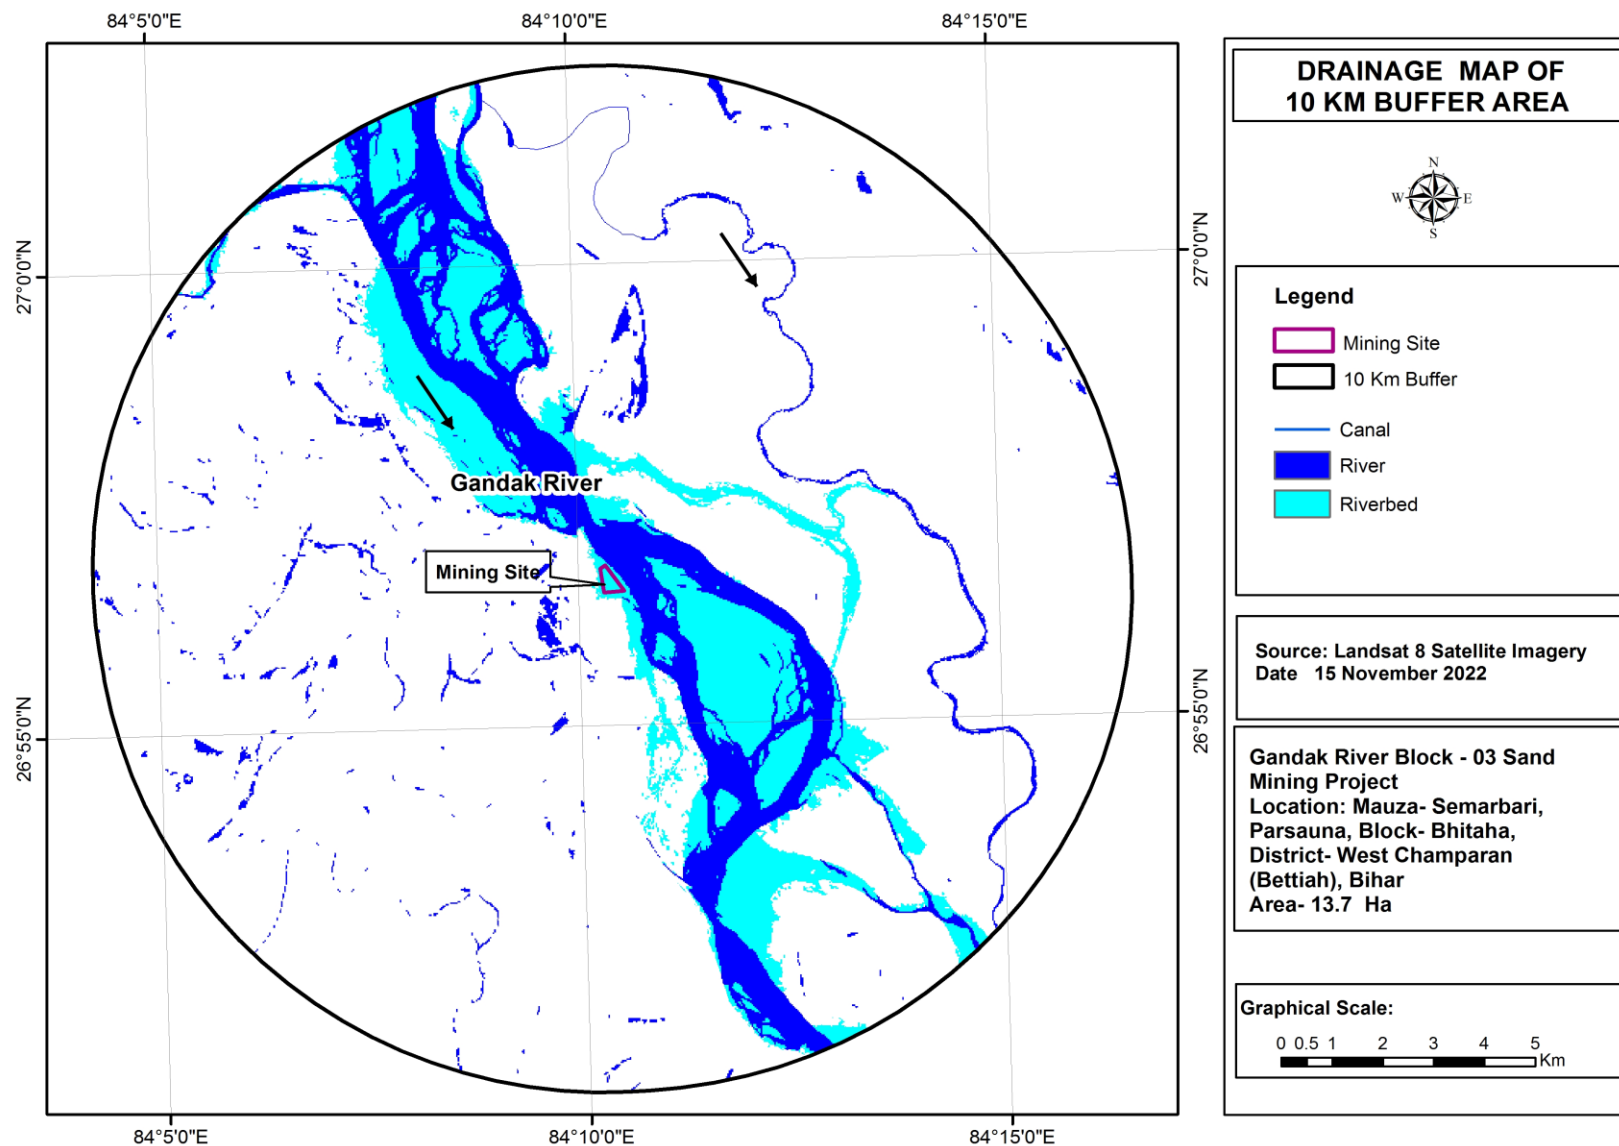 84°5'0"E 84°10'0"E 84°15'0"E
DRAINAGE MAP OF
10 KM BUFFER AREA
N
W E
S
27°0'0"N 27°0'0"N
Legend
Mining Site
10 Km Buffer
Canal
River
Riverbed
Gandak River
Mining Site
Source: Landsat 8 Satellite Imagery
Date 15 November 2022
26°55'0"N 26°55'0"N
Gandak River Block - 03 Sand
Mining Project
Location: Mauza- Semarbari,
Parsauna, Block- Bhitaha,
District- West Champaran
(Bettiah), Bihar
Area- 13.7 Ha
Graphical Scale:
0 0.5 1 2 3 4 5
Km
84°5'0"E 84°10'0"E 84°15'0"E